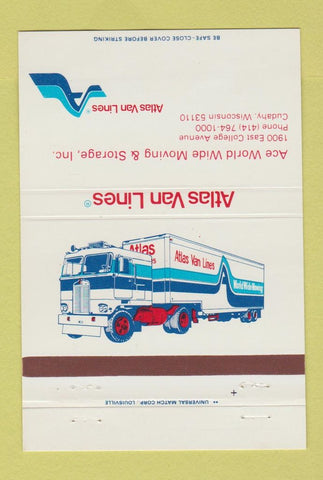 BE SAFE - CLOSE COVER BEFORE STRIKING
Ace World Wide Moving & Storage, Inc.
1900 East College Avenue
Phone (414) 764-1000
Cudahy, Wisconsin 53110
Atlas Van Lines®
Atlas Van Lines®
Atlas
Van Lines
Atlas Van Lines
World Wide Moving
** UNIVERSAL MATCH CORP. LOUISVILLE